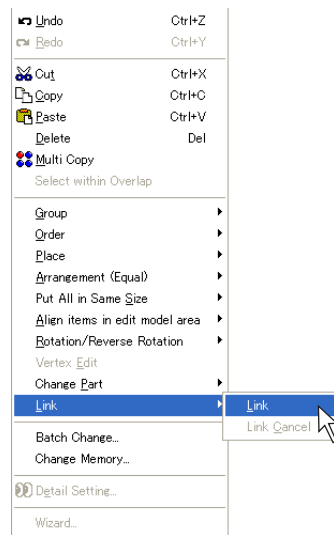 Undo Ctrl+Z
Redo Ctrl+Y
Cut Ctrl+X
Copy Ctrl+C
Paste Ctrl+V
Delete Del
Multi Copy
Select within Overlap
Group
Order
Place
Arrangement (Equal)
Put All in Same Size
Align items in edit model area
Rotation/Reverse Rotation
Vertex Edit
Change Part
Link
Link
Link Cancel
Batch Change...
Change Memory...
Detail Setting...
Wizard...